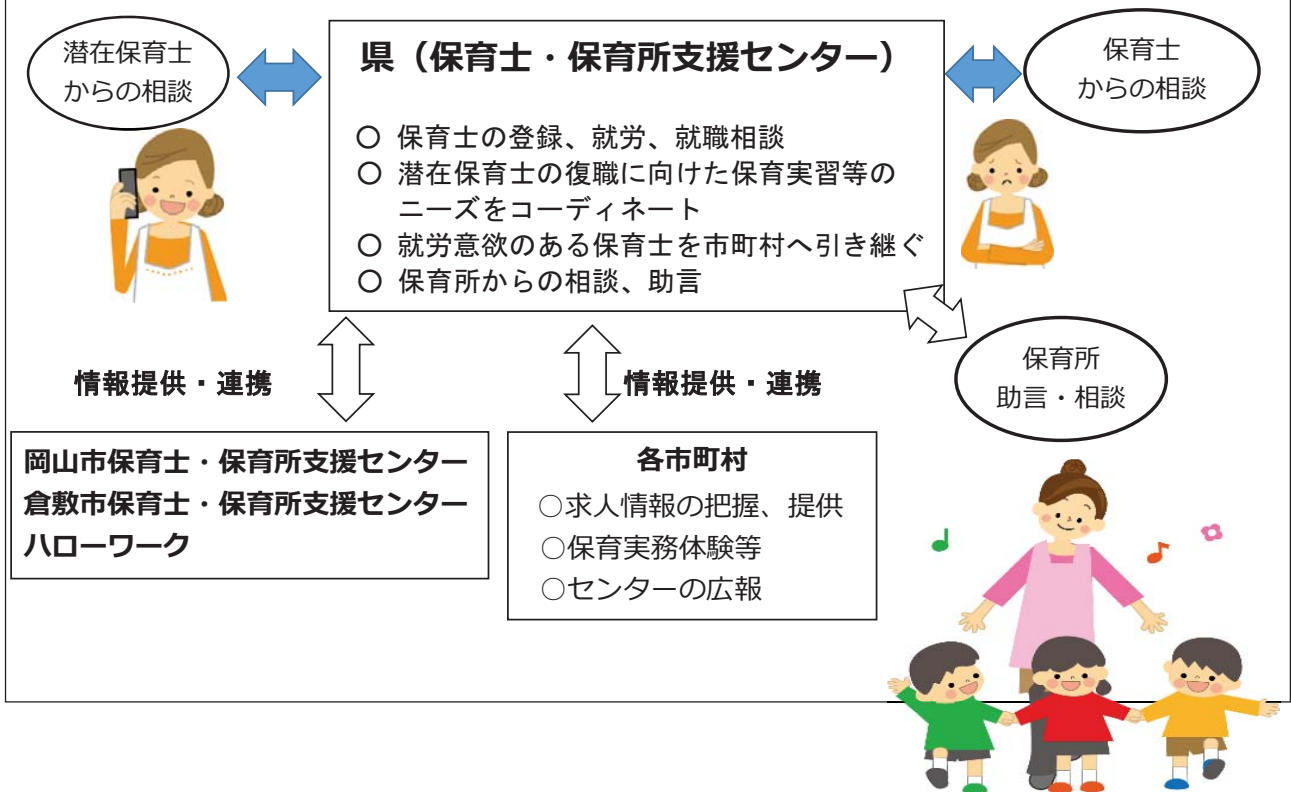 潜在保育士
からの相談
県（保育士・保育所支援センター）
〇 保育士の登録、就労、就職相談
〇 潜在保育士の復職に向けた保育実習等の
ニーズをコーディネート
〇 就労意欲のある保育士を市町村へ引き継ぐ
〇 保育所からの相談、助言
保育士
からの相談
保育所
助言・相談
情報提供・連携
情報提供・連携
岡山市保育士・保育所支援センター
倉敷市保育士・保育所支援センター
ハローワーク
各市町村
○求人情報の把握、提供
○保育実務体験等
○センターの広報